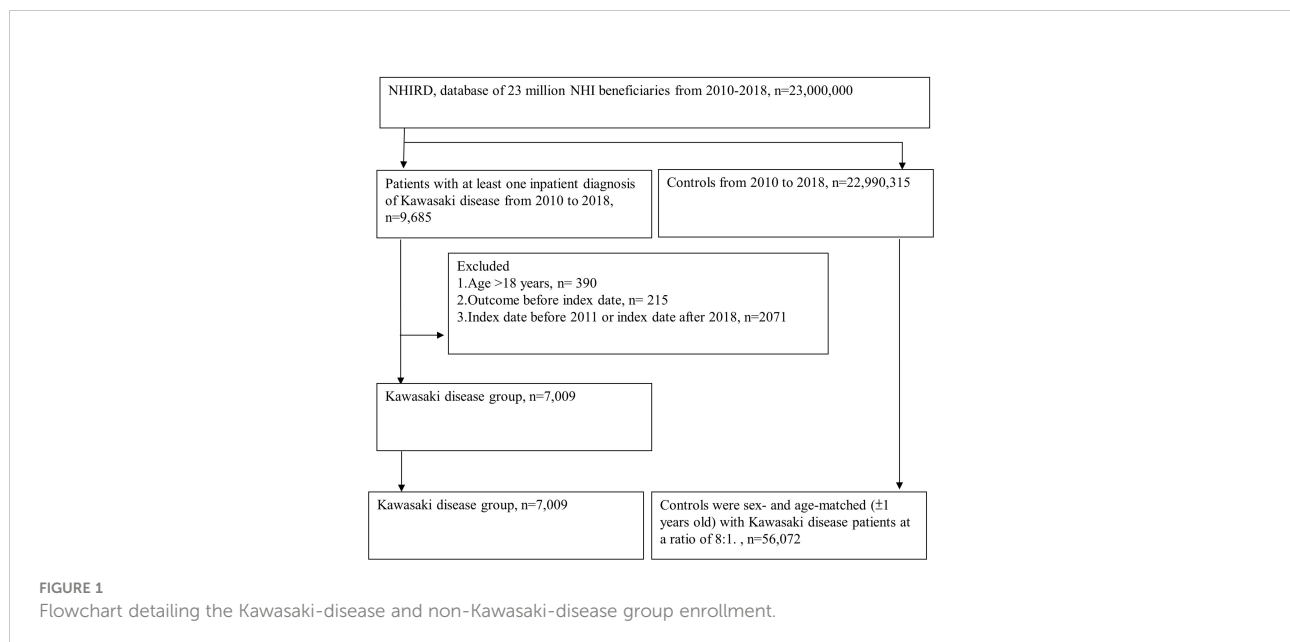 NHIRD, database of 23 million NHI beneficiaries from 2010-2018, n=23,000,000
Patients with at least one inpatient diagnosis
of Kawasaki disease from 2010 to 2018,
n=9,685
Controls from 2010 to 2018, n=22,990,315
Excluded
1.Age >18 years, n= 390
2.Outcome before index date, n= 215
3.Index date before 2011 or index date after 2018, n=2071
Kawasaki disease group, n=7,009
Kawasaki disease group, n=7,009
Controls were sex- and age-matched (±1
years old) with Kawasaki disease patients at
a ratio of 8:1. , n=56,072
FIGURE 1
Flowchart detailing the Kawasaki-disease and non-Kawasaki-disease group enrollment.